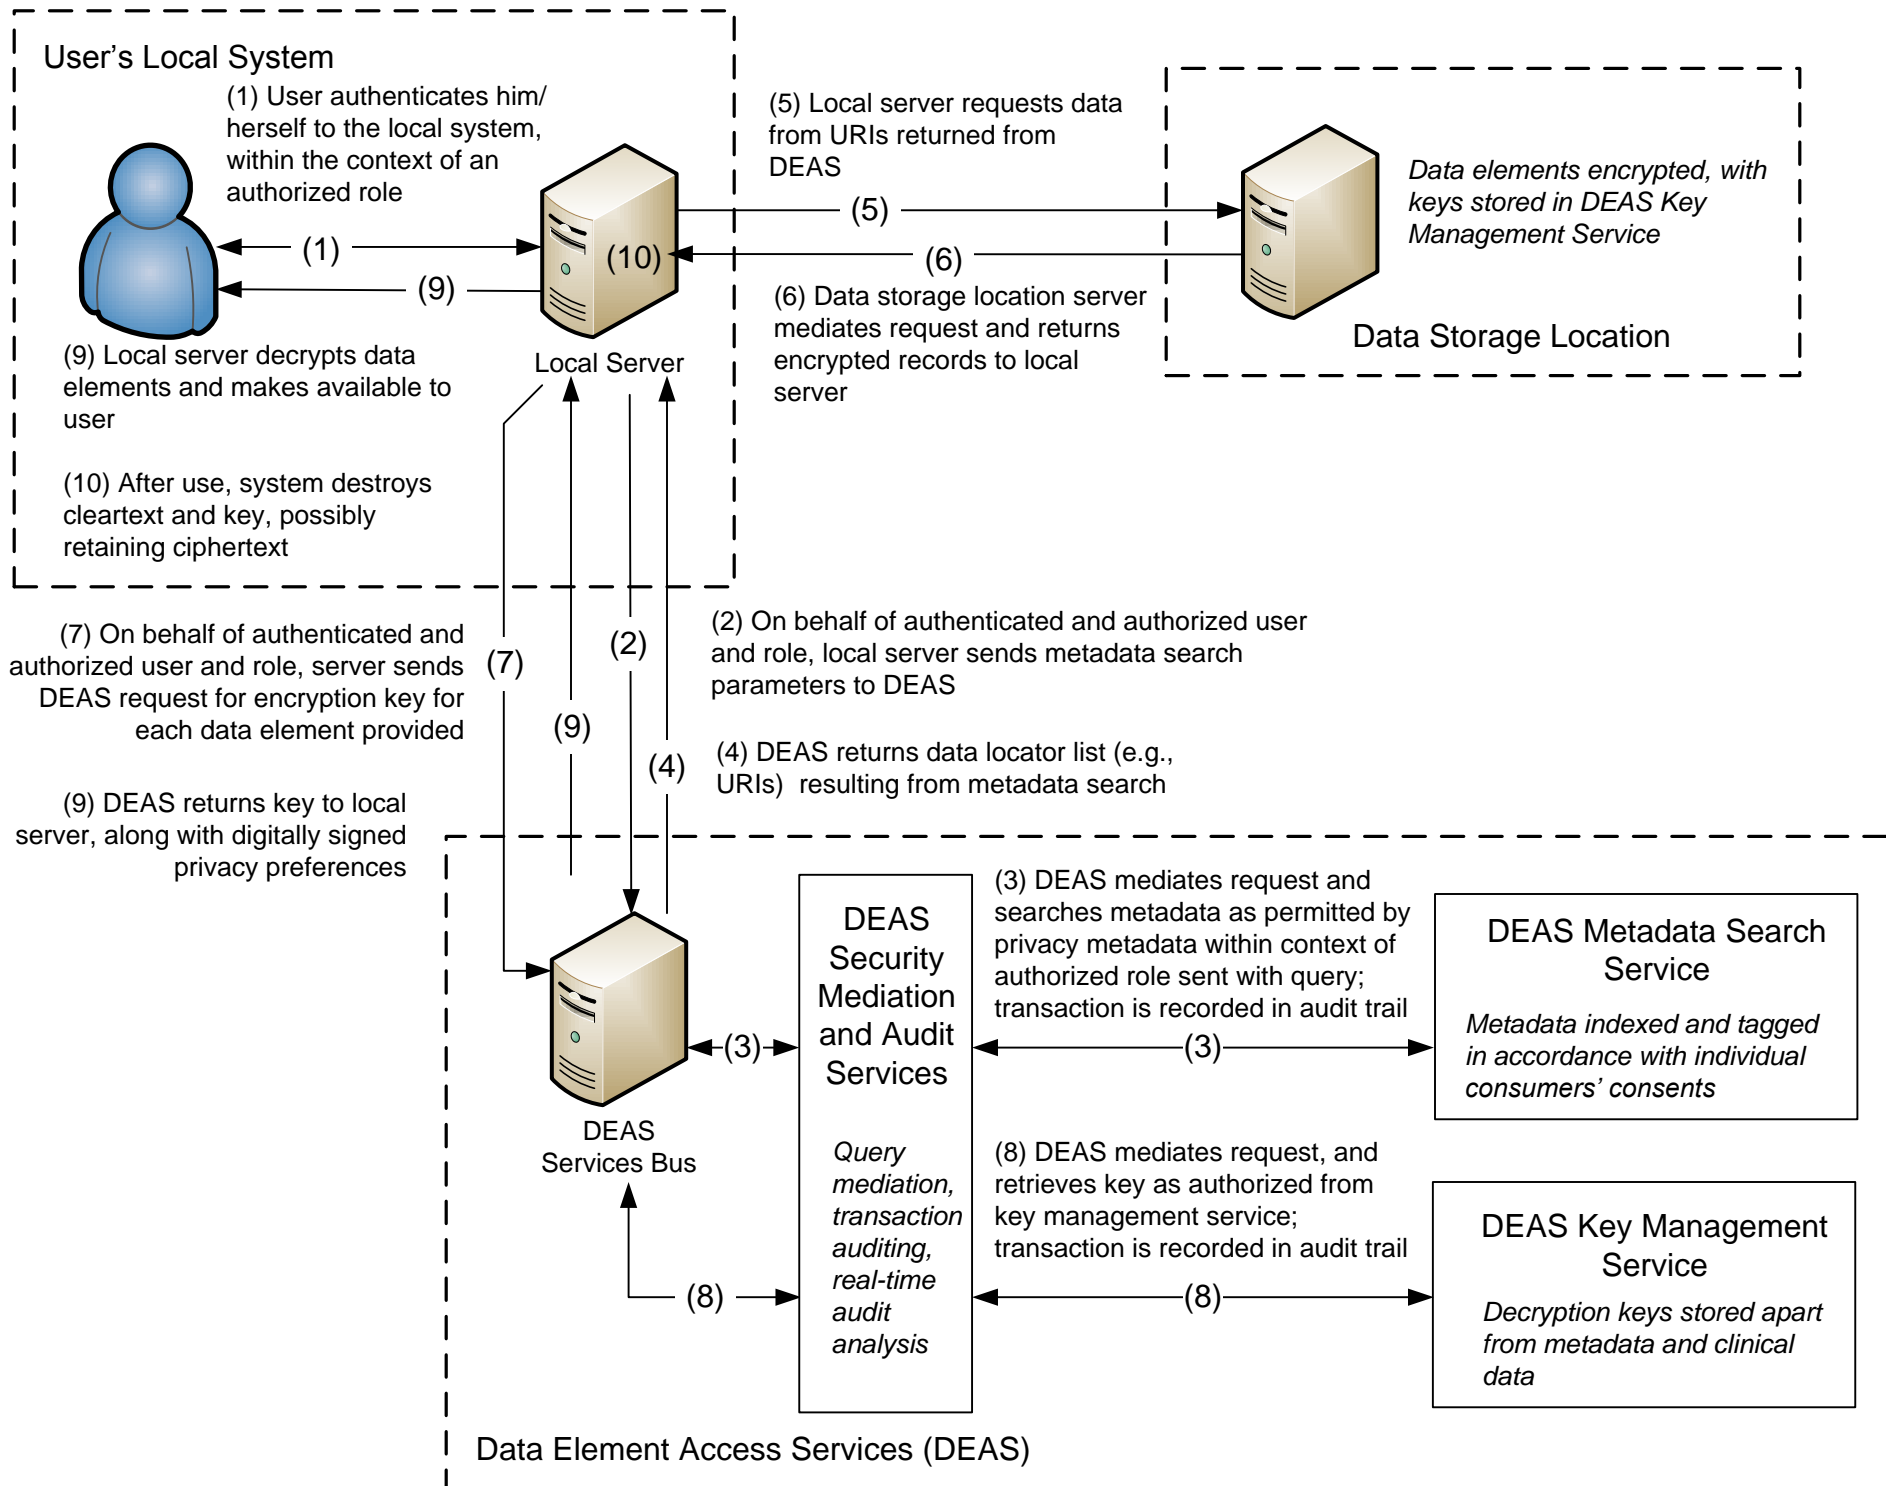 User's Local System
(1) User authenticates him/
herself to the local system,
within the context of an
authorized role
(1)
(9)
(10)
Local Server
(9) Local server decrypts data
elements and makes available to
user
(10) After use, system destroys
cleartext and key, possibly
retaining ciphertext
(5) Local server requests data
from URIs returned from
DEAS
(5)
(6)
(6) Data storage location server
mediates request and returns
encrypted records to local
server
Data elements encrypted, with
keys stored in DEAS Key
Management Service
Data Storage Location
(7) On behalf of authenticated and
authorized user and role, server sends
DEAS request for encryption key for
each data element provided
(7)
(9)
(2)
(4)
(2) On behalf of authenticated and authorized user
and role, local server sends metadata search
parameters to DEAS
(4) DEAS returns data locator list (e.g.,
URIs)  resulting from metadata search
(9) DEAS returns key to local
server, along with digitally signed
privacy preferences
DEAS
Services Bus
(3)
(8)
DEAS
Security
Mediation
and Audit
Services
Query
mediation,
transaction
auditing,
real-time
audit
analysis
(3) DEAS mediates request and
searches metadata as permitted by
privacy metadata within context of
authorized role sent with query;
transaction is recorded in audit trail
(3)
(8) DEAS mediates request, and
retrieves key as authorized from
key management service;
transaction is recorded in audit trail
(8)
DEAS Metadata Search
Service
Metadata indexed and tagged
in accordance with individual
consumers' consents
DEAS Key Management
Service
Decryption keys stored apart
from metadata and clinical
data
Data Element Access Services (DEAS)